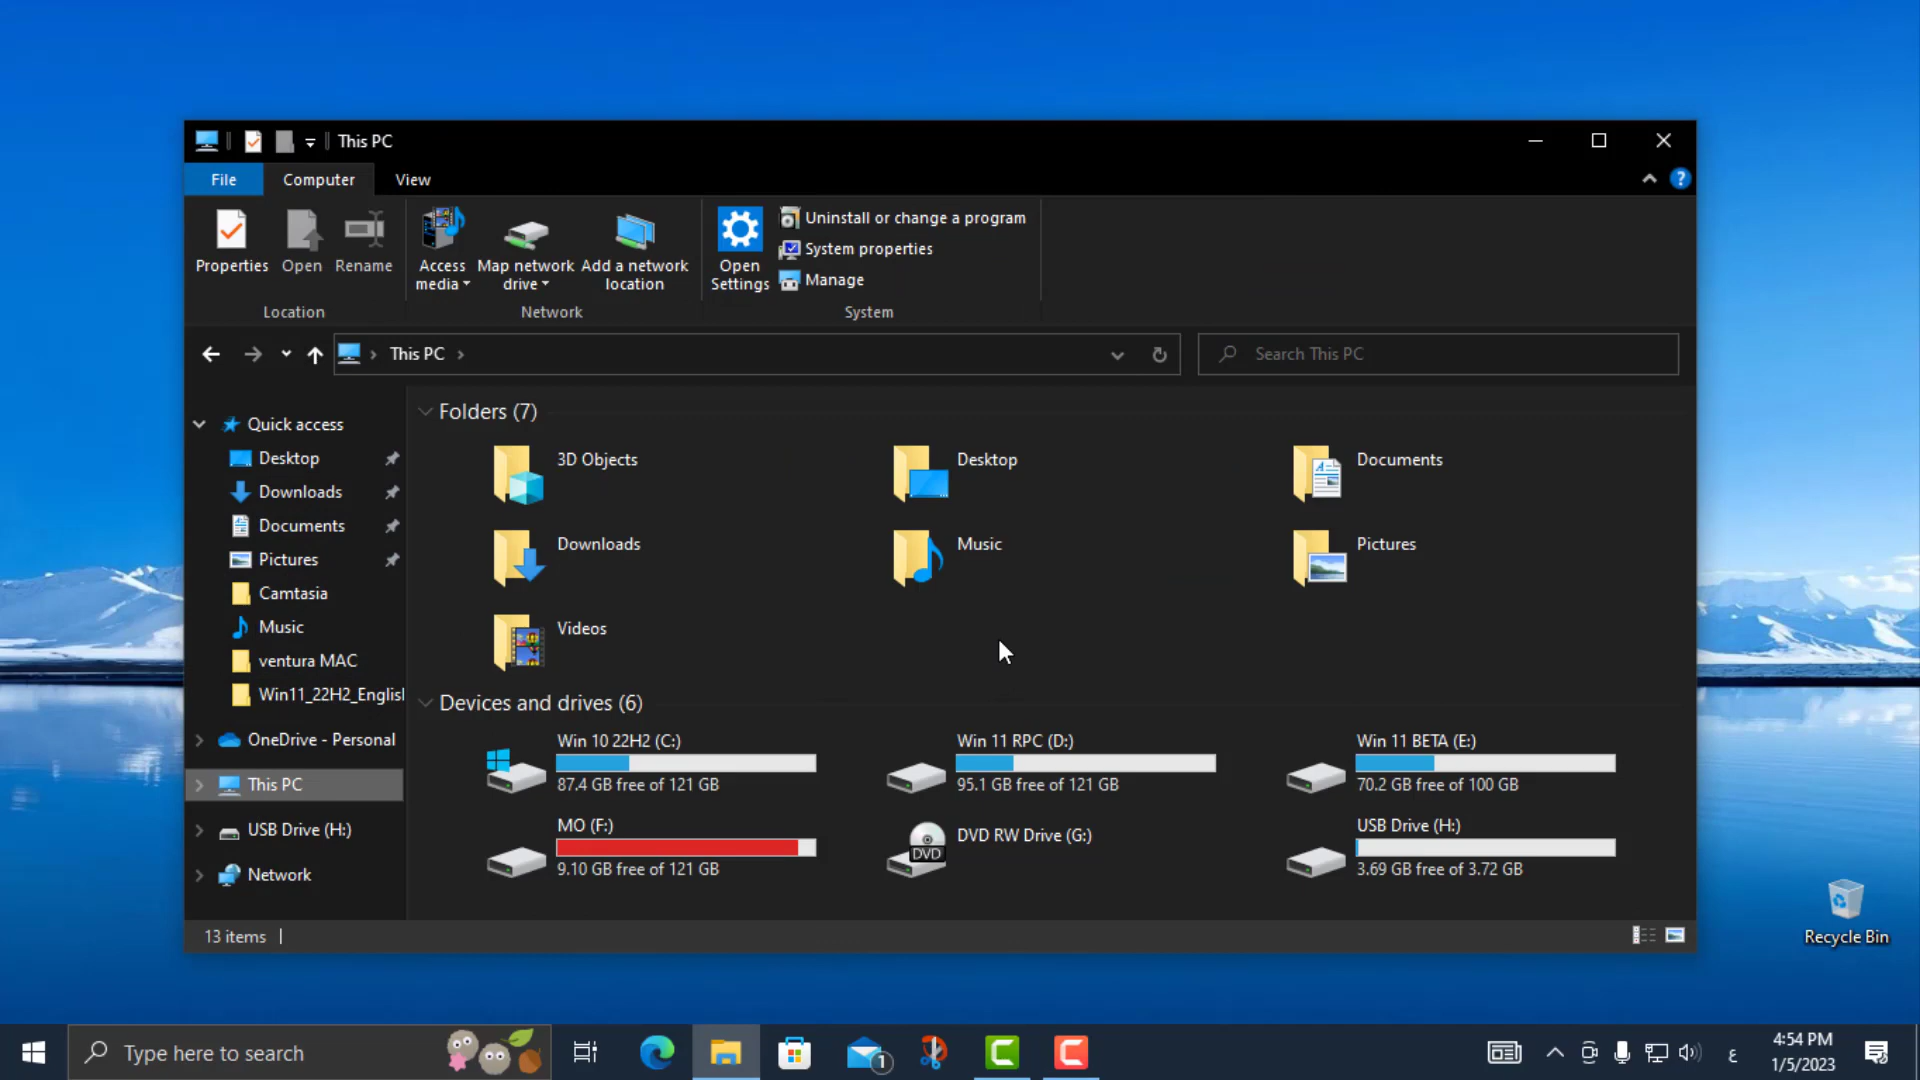 This PC
File
Computer
View
Properties
Open
Rename
Access media
Map network drive
Add a network location
Open Settings
Uninstall or change a program
System properties
Manage
Location
Network
System
This PC
Search This PC
Quick access
Desktop
Downloads
Documents
Pictures
Camtasia
Music
ventura MAC
Win11_22H2_English
OneDrive - Personal
This PC
USB Drive (H:)
Network
Folders (7)
3D Objects
Desktop
Documents
Downloads
Music
Pictures
Videos
Devices and drives (6)
Win 10 22H2 (C:)
87.4 GB free of 121 GB
Win 11 RPC (D:)
95.1 GB free of 121 GB
Win 11 BETA (E:)
70.2 GB free of 100 GB
MO (F:)
9.10 GB free of 121 GB
DVD
DVD RW Drive (G:)
USB Drive (H:)
3.69 GB free of 3.72 GB
13 items
Recycle Bin
Type here to search
1
ع
4:54 PM
1/5/2023